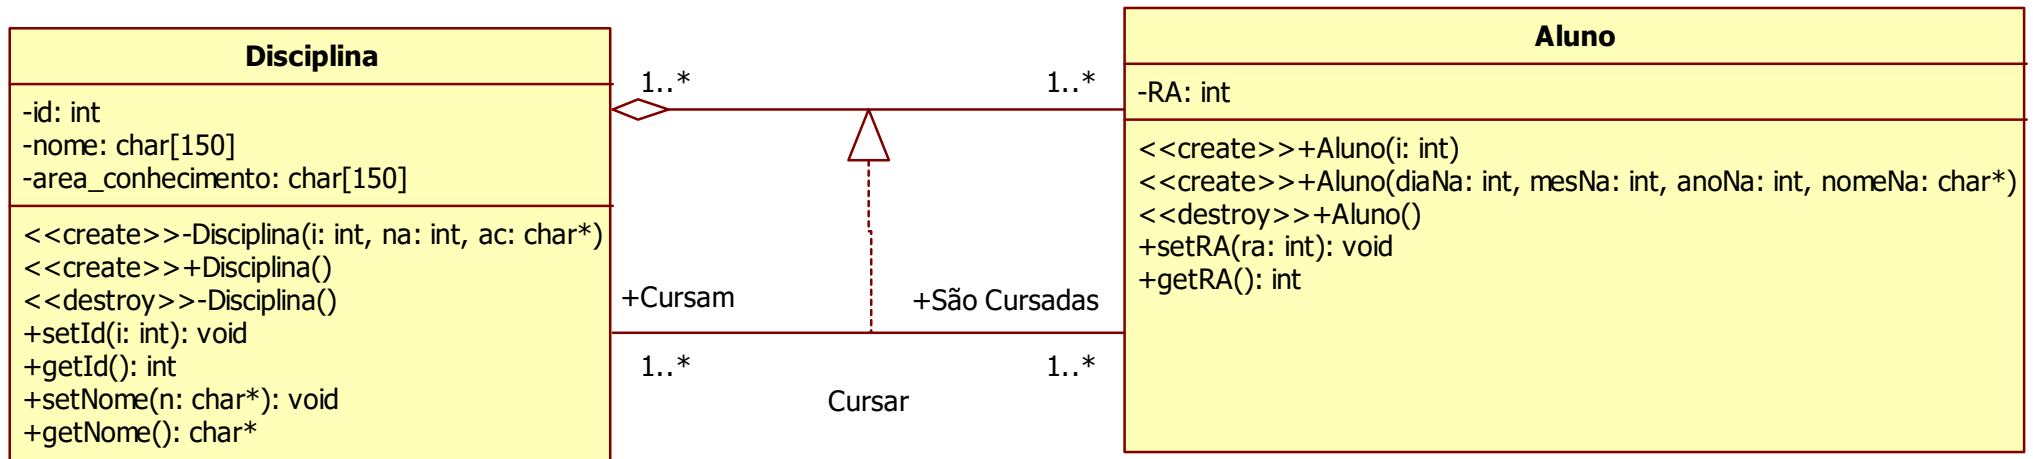 Disciplina
-id: int
-nome: char[150]
-area_conhecimento: char[150]
<<create>>-Disciplina(i: int, na: int, ac: char*)
<<create>>+Disciplina()
<<destroy>>-Disciplina()
+setId(i: int): void
+getId(): int
+setNome(n: char*): void
+getNome(): char*
1..*
1..*
+Cursam
+São Cursadas
1..*
1..*
Cursar
Aluno
-RA: int
<<create>>+Aluno(i: int)
<<create>>+Aluno(diaNa: int, mesNa: int, anoNa: int, nomeNa: char*)
<<destroy>>+Aluno()
+setRA(ra: int): void
+getRA(): int